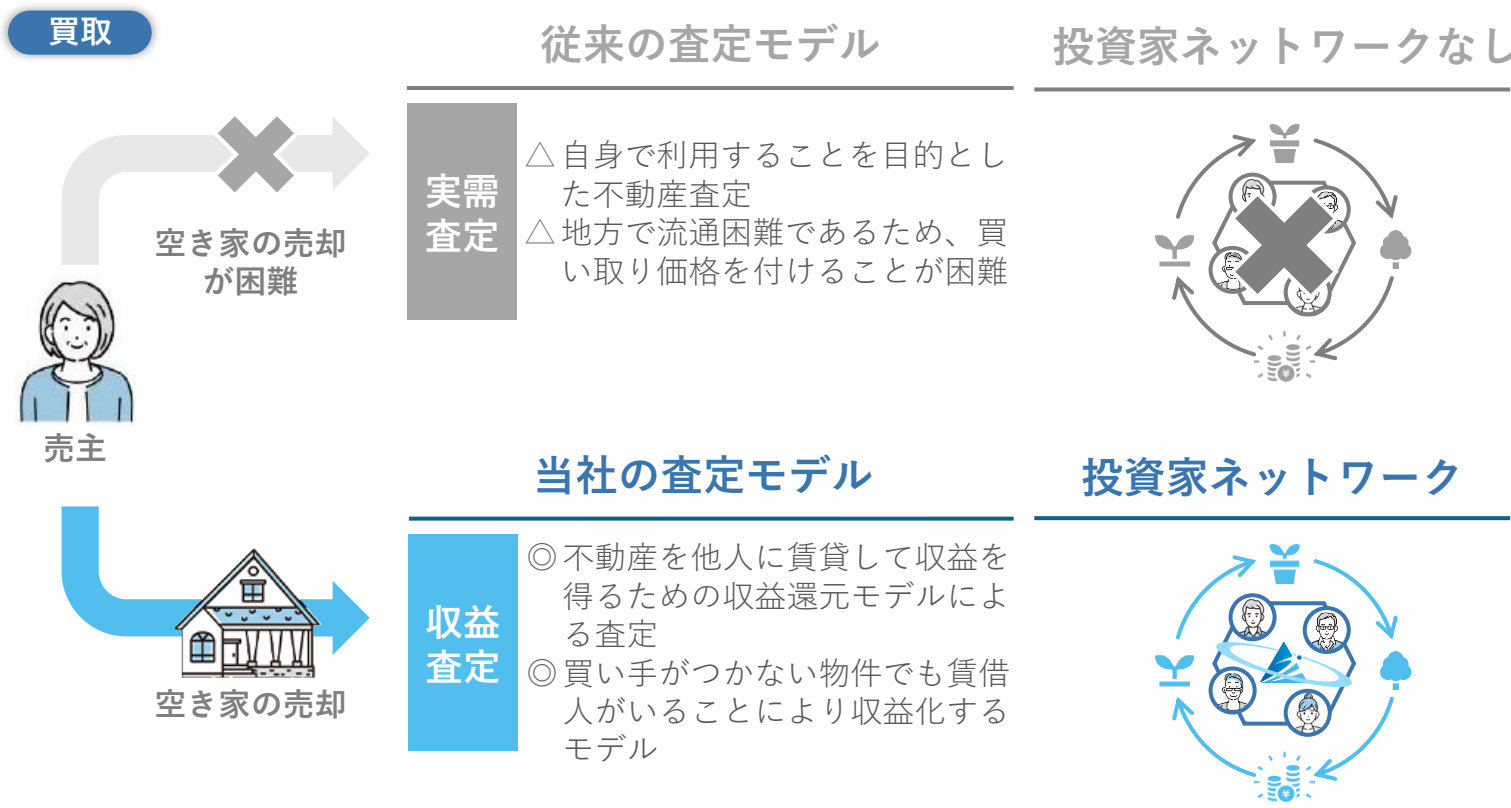 買取
従来の査定モデル
投資家ネットワークなし
空き家の売却
が困難
実需
査定
△自身で利用することを目的とし
た不動産査定
△地方で流通困難であるため、買
い取り価格を付けることが困難
売主
当社の査定モデル
投資家ネットワーク
空き家の売却
収益
査定
◎不動産を他人に賃貸して収益を
得るための収益還元モデルによ
る査定
◎買い手がつかない物件でも賃借
人がいることにより収益化する
モデル
¥
¥